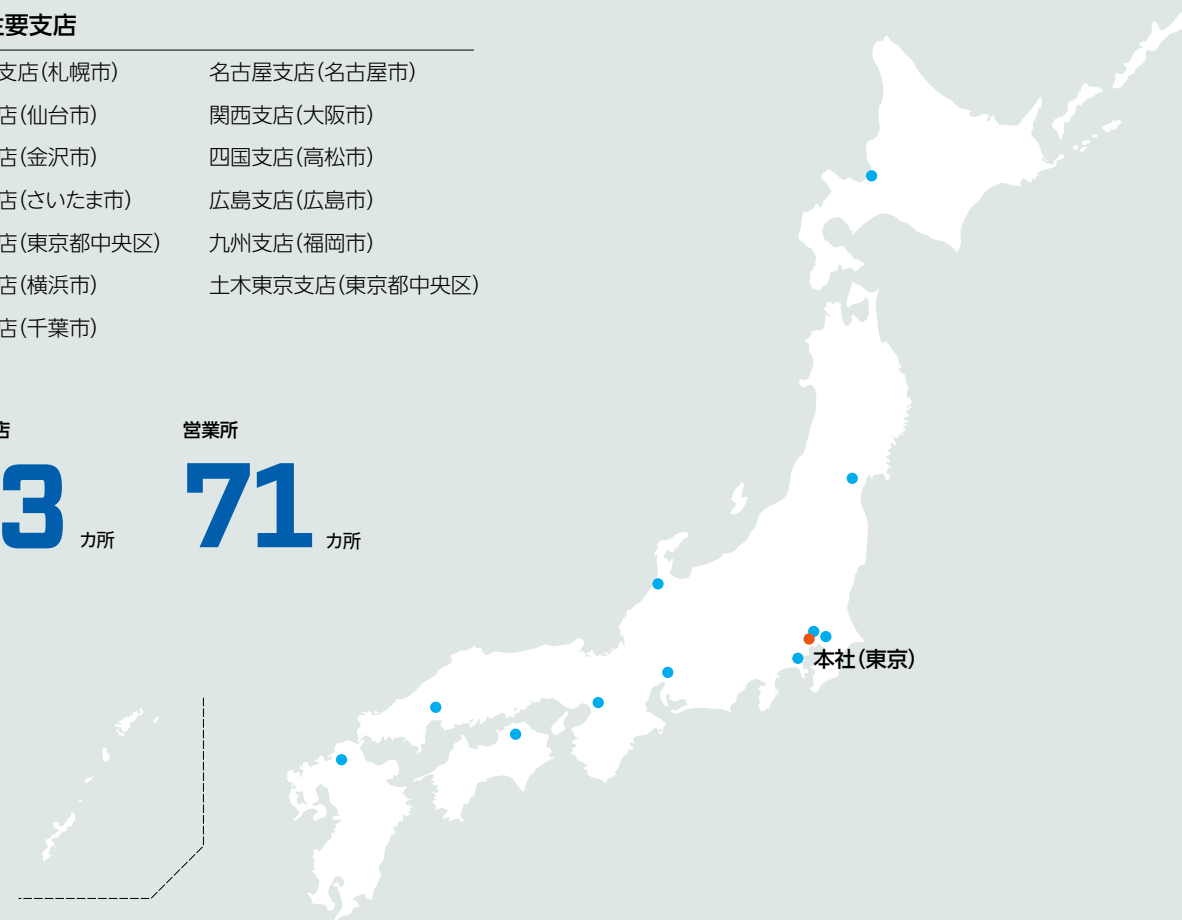 主要支店
支店(札幌市)
店(仙台市)
店(金沢市)
店(さいたま市)
店(東京都中央区)
店(横浜市)
店(千葉市)
名古屋支店(名古屋市)
関西支店(大阪市)
四国支店(高松市)
広島支店(広島市)
九州支店(福岡市)
土木東京支店(東京都中央区)
店
3 カ所
営業所
71 カ所
本社(東京)